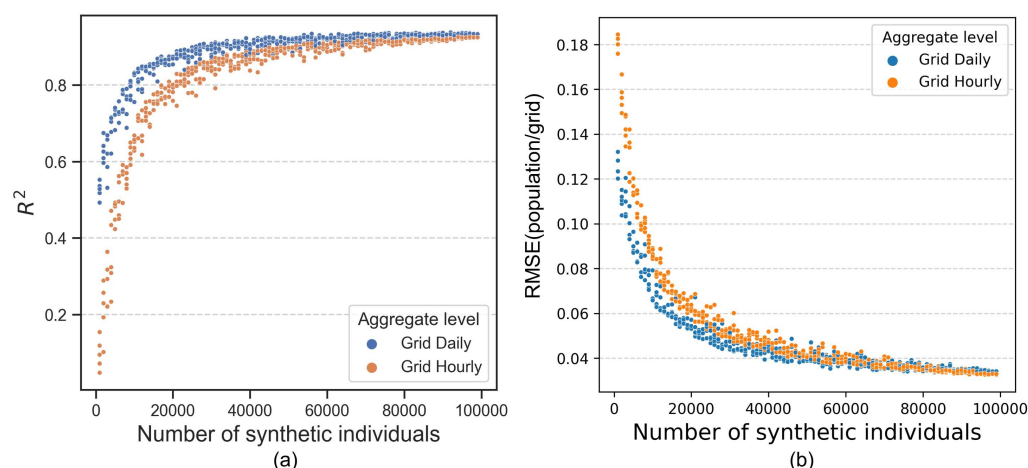 0.8
0.6
0.4
0.2
R²
Aggregate level
Grid Daily
Grid Hourly
0
20000
40000
60000
80000
100000
Number of synthetic individuals
(a)
0.18
0.16
0.14
0.12
0.10
0.08
0.06
0.04
RMSE(population/grid)
Aggregate level
Grid Daily
Grid Hourly
0
20000
40000
60000
80000
100000
Number of synthetic individuals
(b)